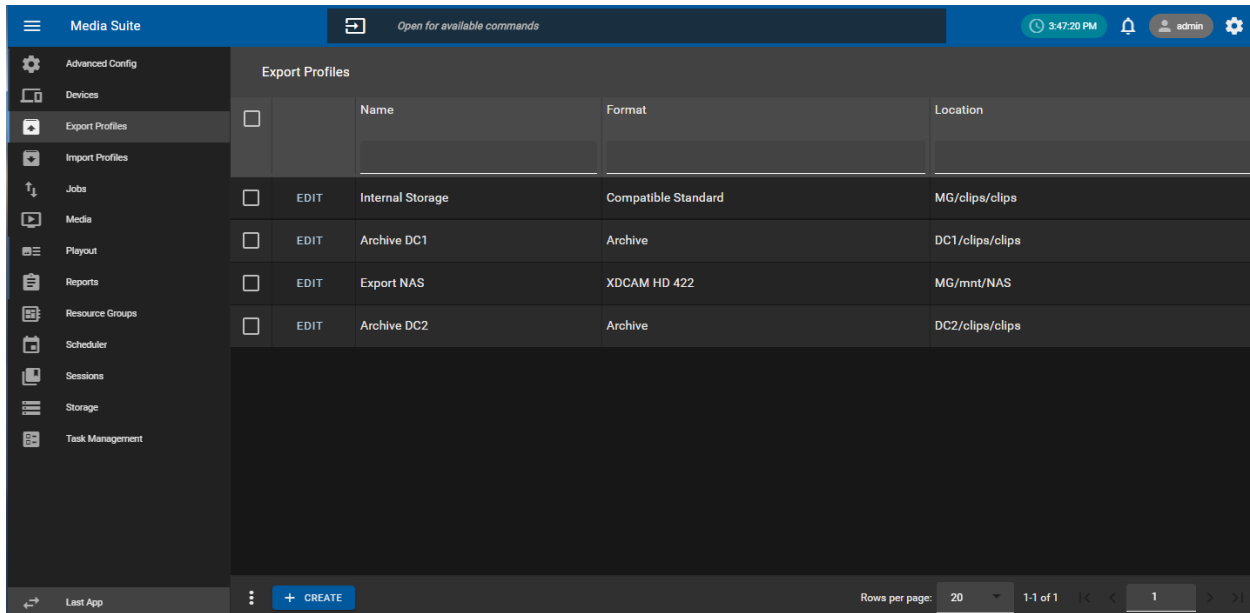 Media Suite
Open for available commands
3:47:20 PM
admin
Advanced Config
Devices
Export Profiles
Import Profiles
Jobs
Media
Playout
Reports
Resource Groups
Scheduler
Sessions
Storage
Task Management
Last App
Export Profiles
Name Format Location
EDIT Internal Storage Compatible Standard MG/clips/clips
EDIT Archive DC1 Archive DC1/clips/clips
EDIT Export NAS XDCAM HD 422 MG/mnt/NAS
EDIT Archive DC2 Archive DC2/clips/clips
+ CREATE
Rows per page: 20 1-1 of 1 |< < 1 > >|